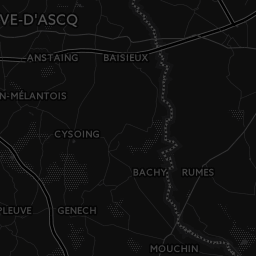 VE-D'ASCQ
ANSTAING BAISIEUX
N-MÉLANTOIS
CYSOING
BACHY RUMES
PLEUVE GENECH
MOUCHIN